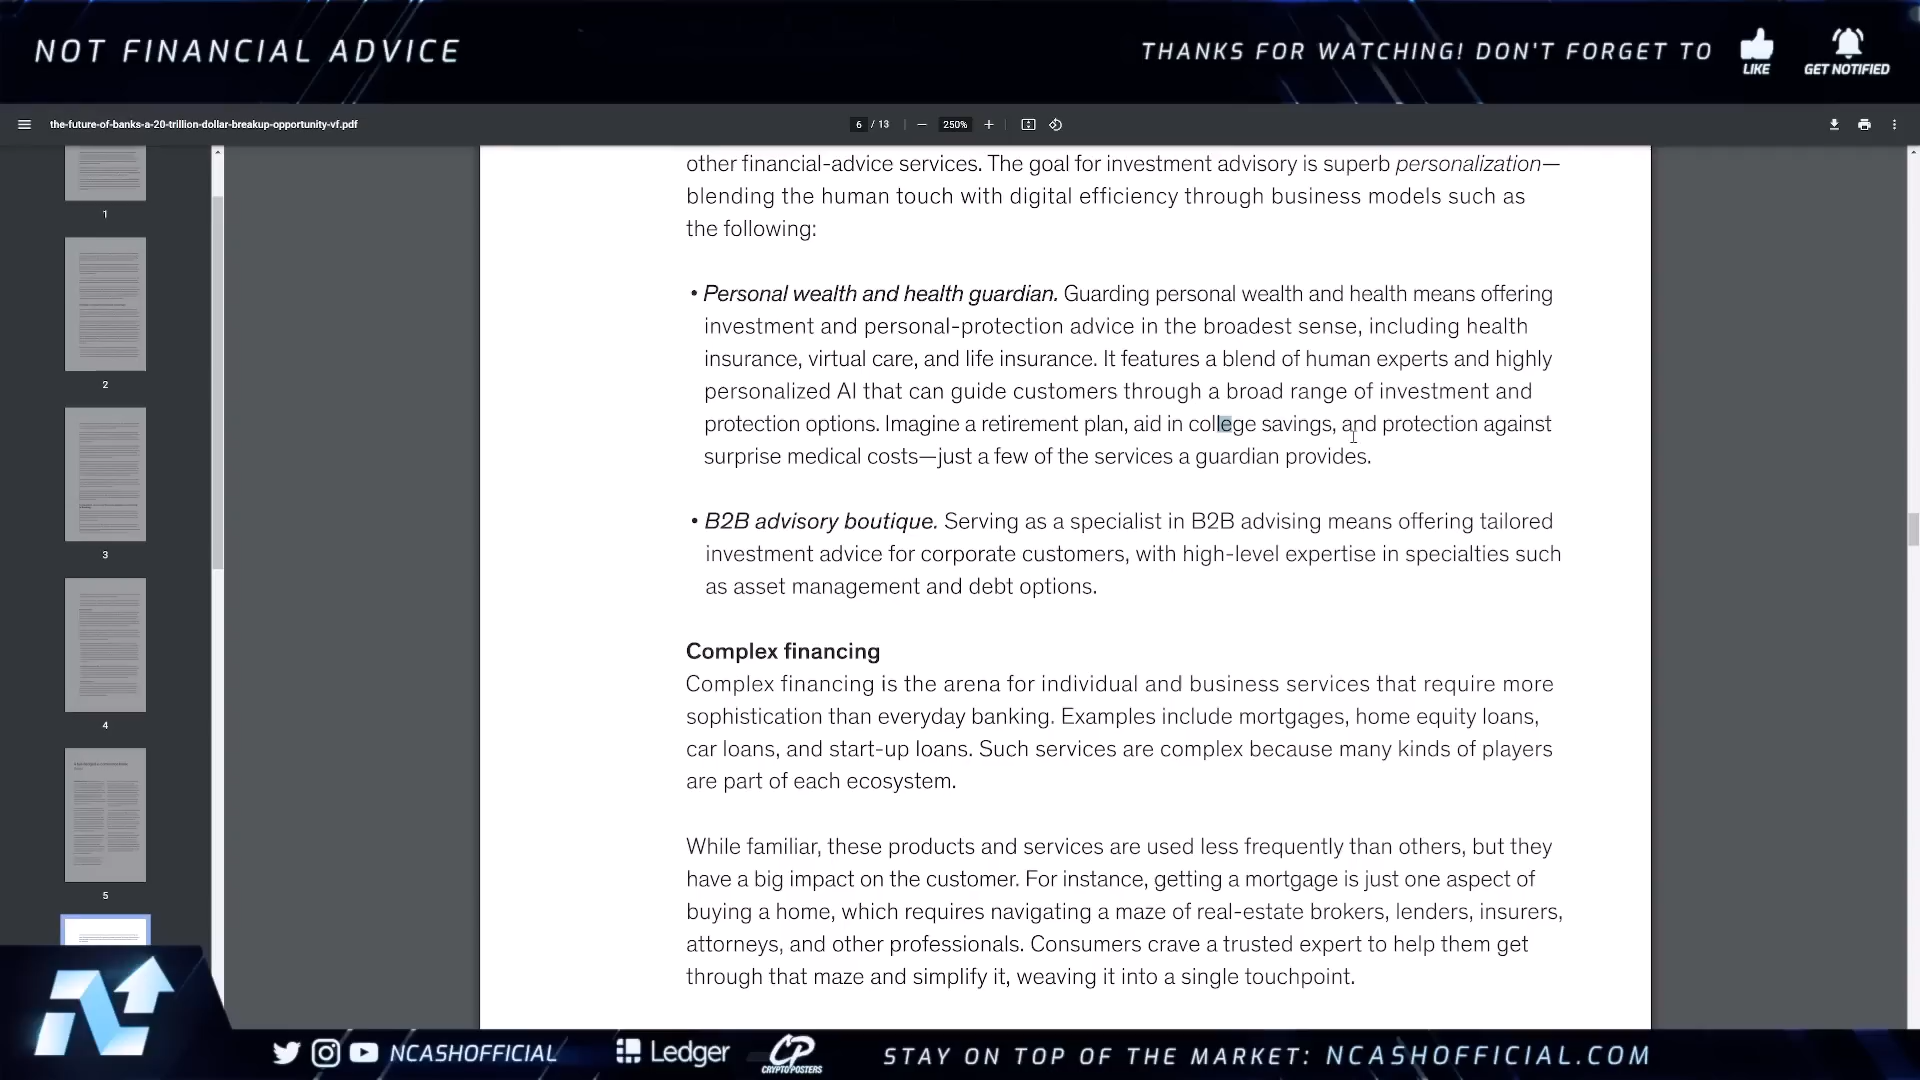 NOT FINANCIAL ADVICE
THANKS FOR WATCHING! DON'T FORGET TO
LIKE
GET NOTIFIED
the-future-of-banks-a-20-trillion-dollar-breakup-opportunity-vf.pdf
6 / 13
250%
1
2
3
4
5
other financial-advice services. The goal for investment advisory is superb personalization—
blending the human touch with digital efficiency through business models such as
the following:
• Personal wealth and health guardian. Guarding personal wealth and health means offering
investment and personal-protection advice in the broadest sense, including health
insurance, virtual care, and life insurance. It features a blend of human experts and highly
personalized AI that can guide customers through a broad range of investment and
protection options. Imagine a retirement plan, aid in college savings, and protection against
surprise medical costs—just a few of the services a guardian provides.
• B2B advisory boutique. Serving as a specialist in B2B advising means offering tailored
investment advice for corporate customers, with high-level expertise in specialties such
as asset management and debt options.
Complex financing
Complex financing is the arena for individual and business services that require more
sophistication than everyday banking. Examples include mortgages, home equity loans,
car loans, and start-up loans. Such services are complex because many kinds of players
are part of each ecosystem.
While familiar, these products and services are used less frequently than others, but they
have a big impact on the customer. For instance, getting a mortgage is just one aspect of
buying a home, which requires navigating a maze of real-estate brokers, lenders, insurers,
attorneys, and other professionals. Consumers crave a trusted expert to help them get
through that maze and simplify it, weaving it into a single touchpoint.
NCASHOFFICIAL
Ledger
CP
CRYPTOPOSTERS
STAY ON TOP OF THE MARKET: NCASHOFFICIAL.COM